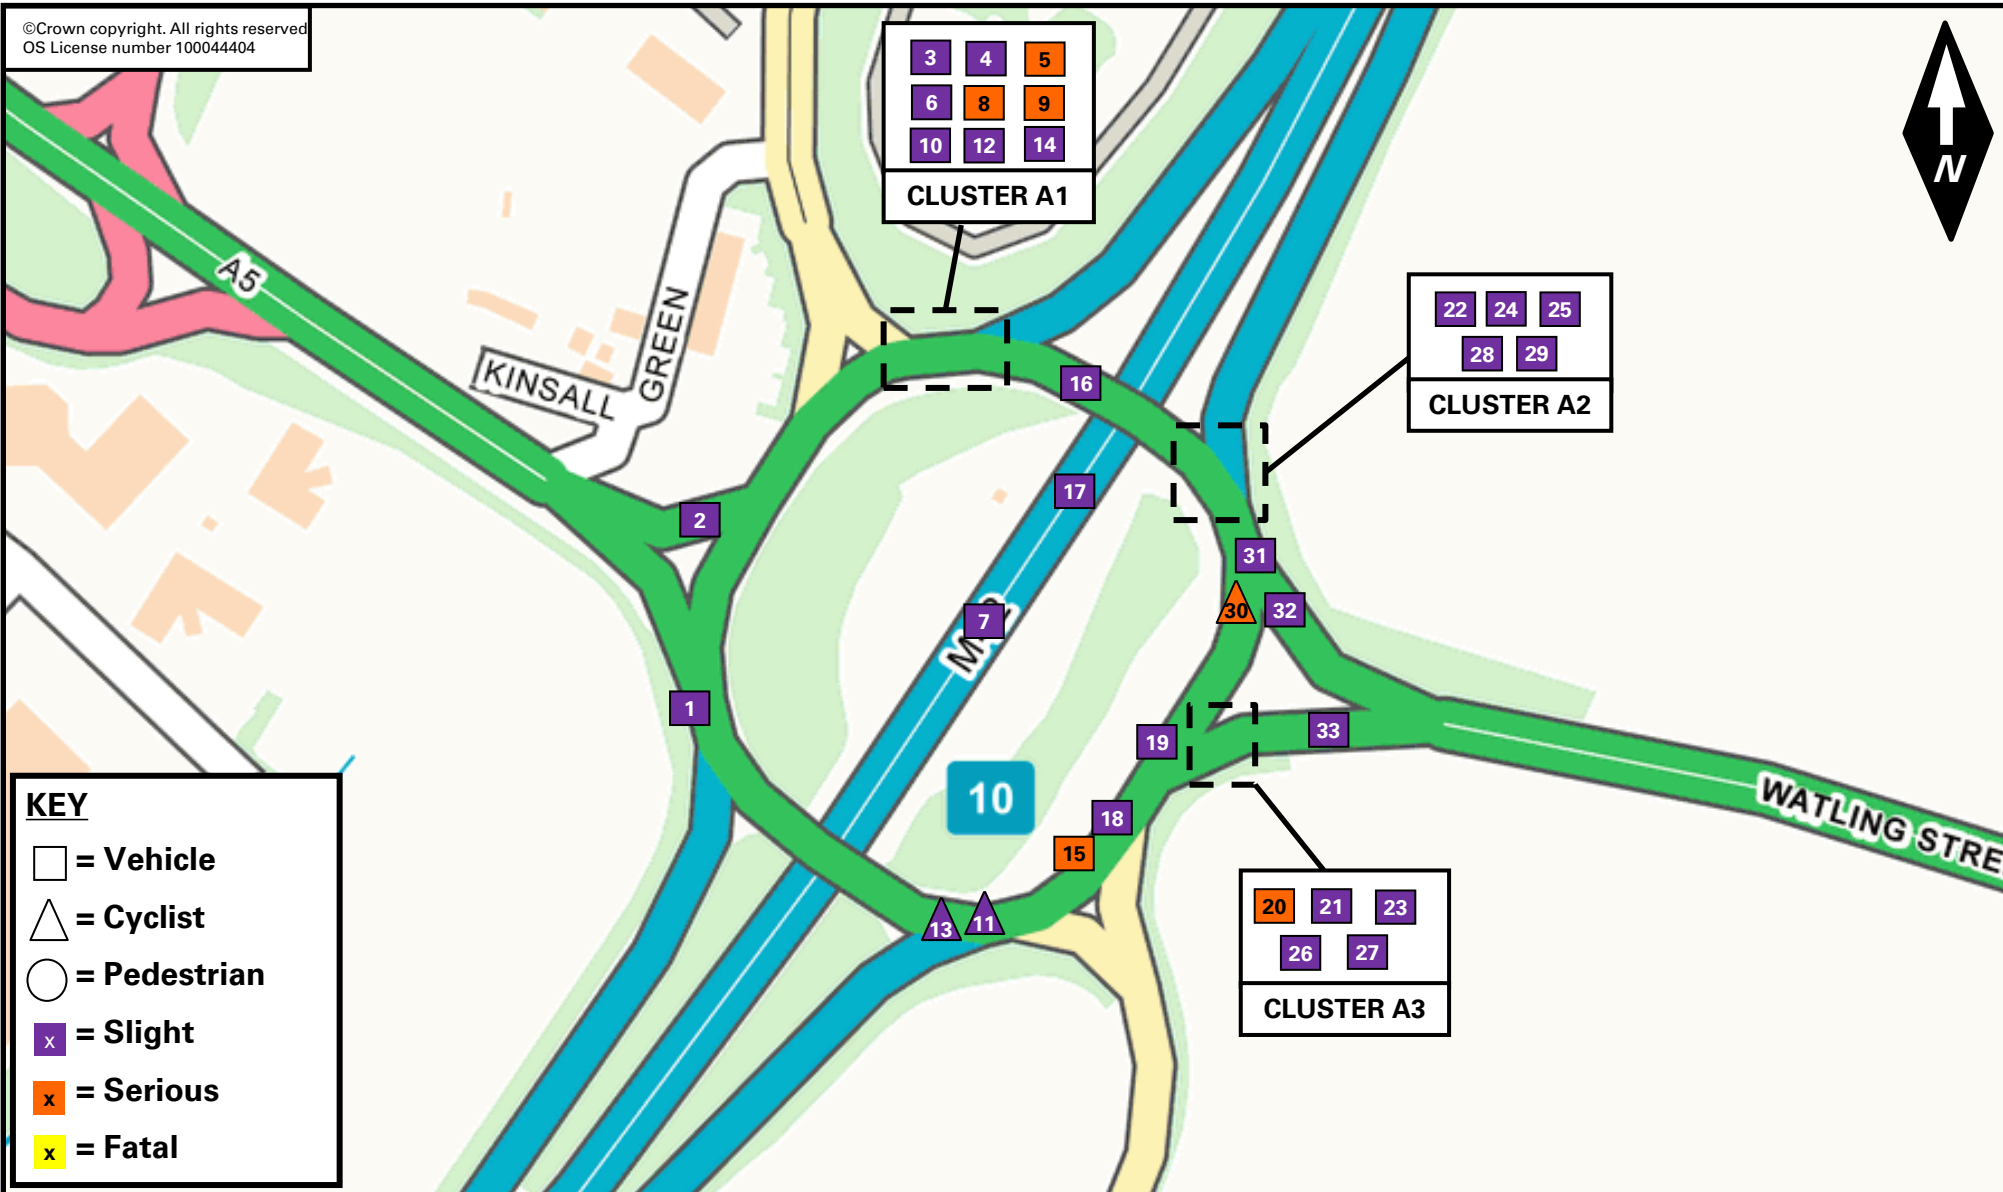 ©Crown copyright. All rights reserved
OS License number 100044404
3 4 5
6 8 9
10 12 14
CLUSTER A1
N
A5
22 24 25
28 29
CLUSTER A2
KINSALL
GREEN
16
17
2
31
30 32
7
1
19
33
10
18
15
WATLING STRE
13 11
20 21 23
26 27
CLUSTER A3
KEY
= Vehicle
= Cyclist
= Pedestrian
x = Slight
x = Serious
x = Fatal